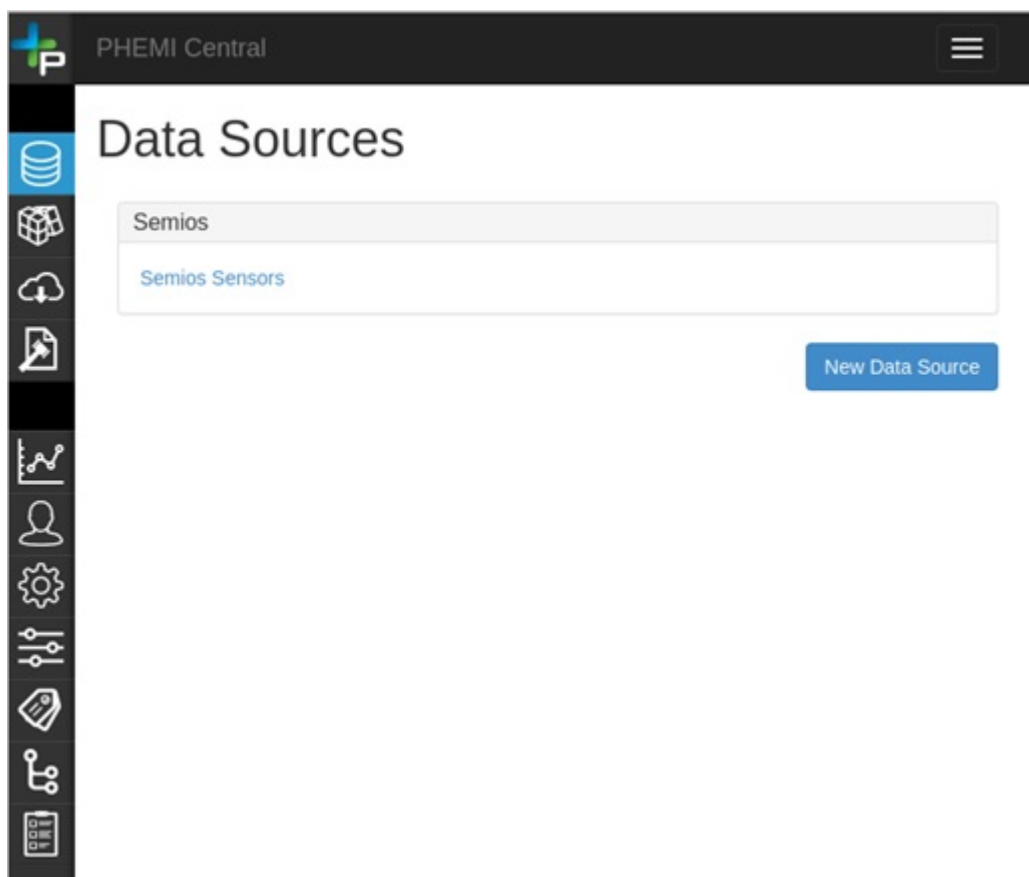 P
PHEMI Central
Data Sources
Semios
Semios Sensors
New Data Source